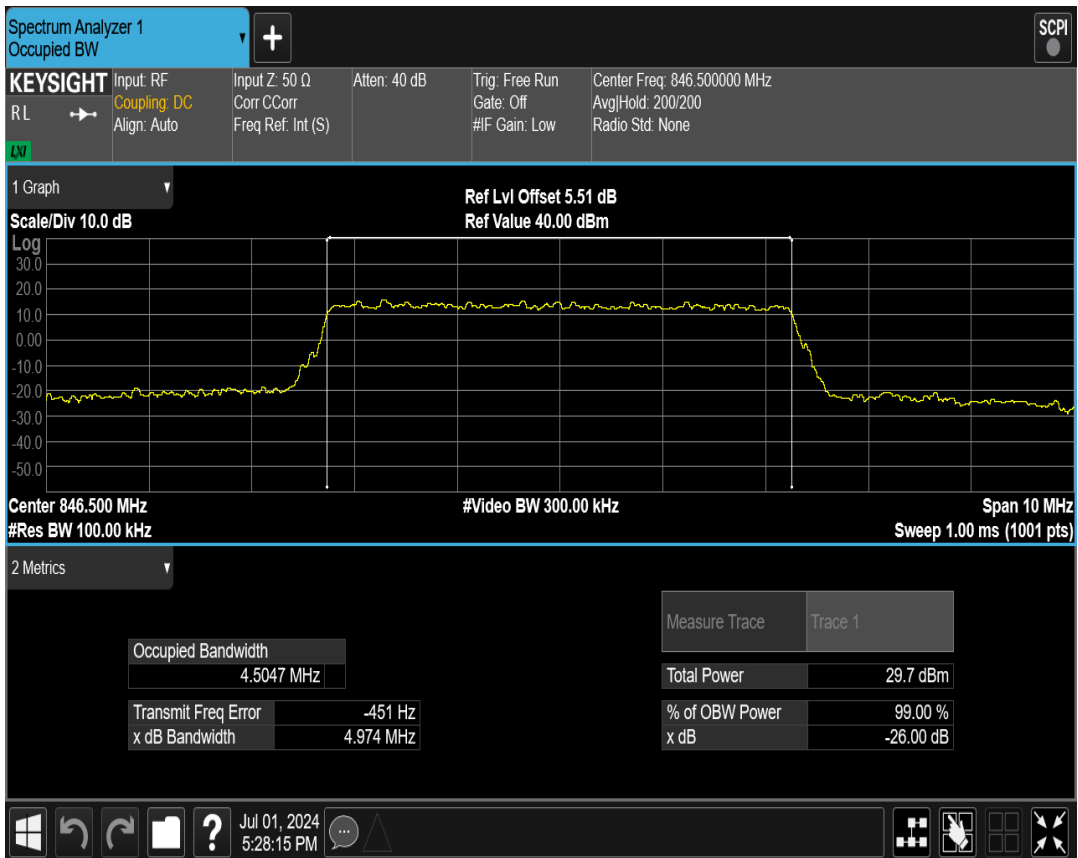 Spectrum Analyzer 1
Occupied BW
SCPI
KEYSIGHT
RL
LXI
Input: RF
Coupling: DC
Align: Auto
Input Z: 50 Ω
Corr CCorr
Freq Ref: Int (S)
Atten: 40 dB
Trig: Free Run
Gate: Off
#IF Gain: Low
Center Freq: 846.500000 MHz
Avg|Hold: 200/200
Radio Std: None
1 Graph
Scale/Div 10.0 dB
Ref Lvl Offset 5.51 dB
Ref Value 40.00 dBm
Log
30.0
20.0
10.0
0.00
-10.0
-20.0
-30.0
-40.0
-50.0
Center 846.500 MHz
#Res BW 100.00 kHz
#Video BW 300.00 kHz
Span 10 MHz
Sweep 1.00 ms (1001 pts)
2 Metrics
Occupied Bandwidth
4.5047 MHz
Transmit Freq Error -451 Hz
x dB Bandwidth 4.974 MHz
Measure Trace Trace 1
Total Power 29.7 dBm
% of OBW Power 99.00 %
x dB -26.00 dB
?
Jul 01, 2024
5:28:15 PM